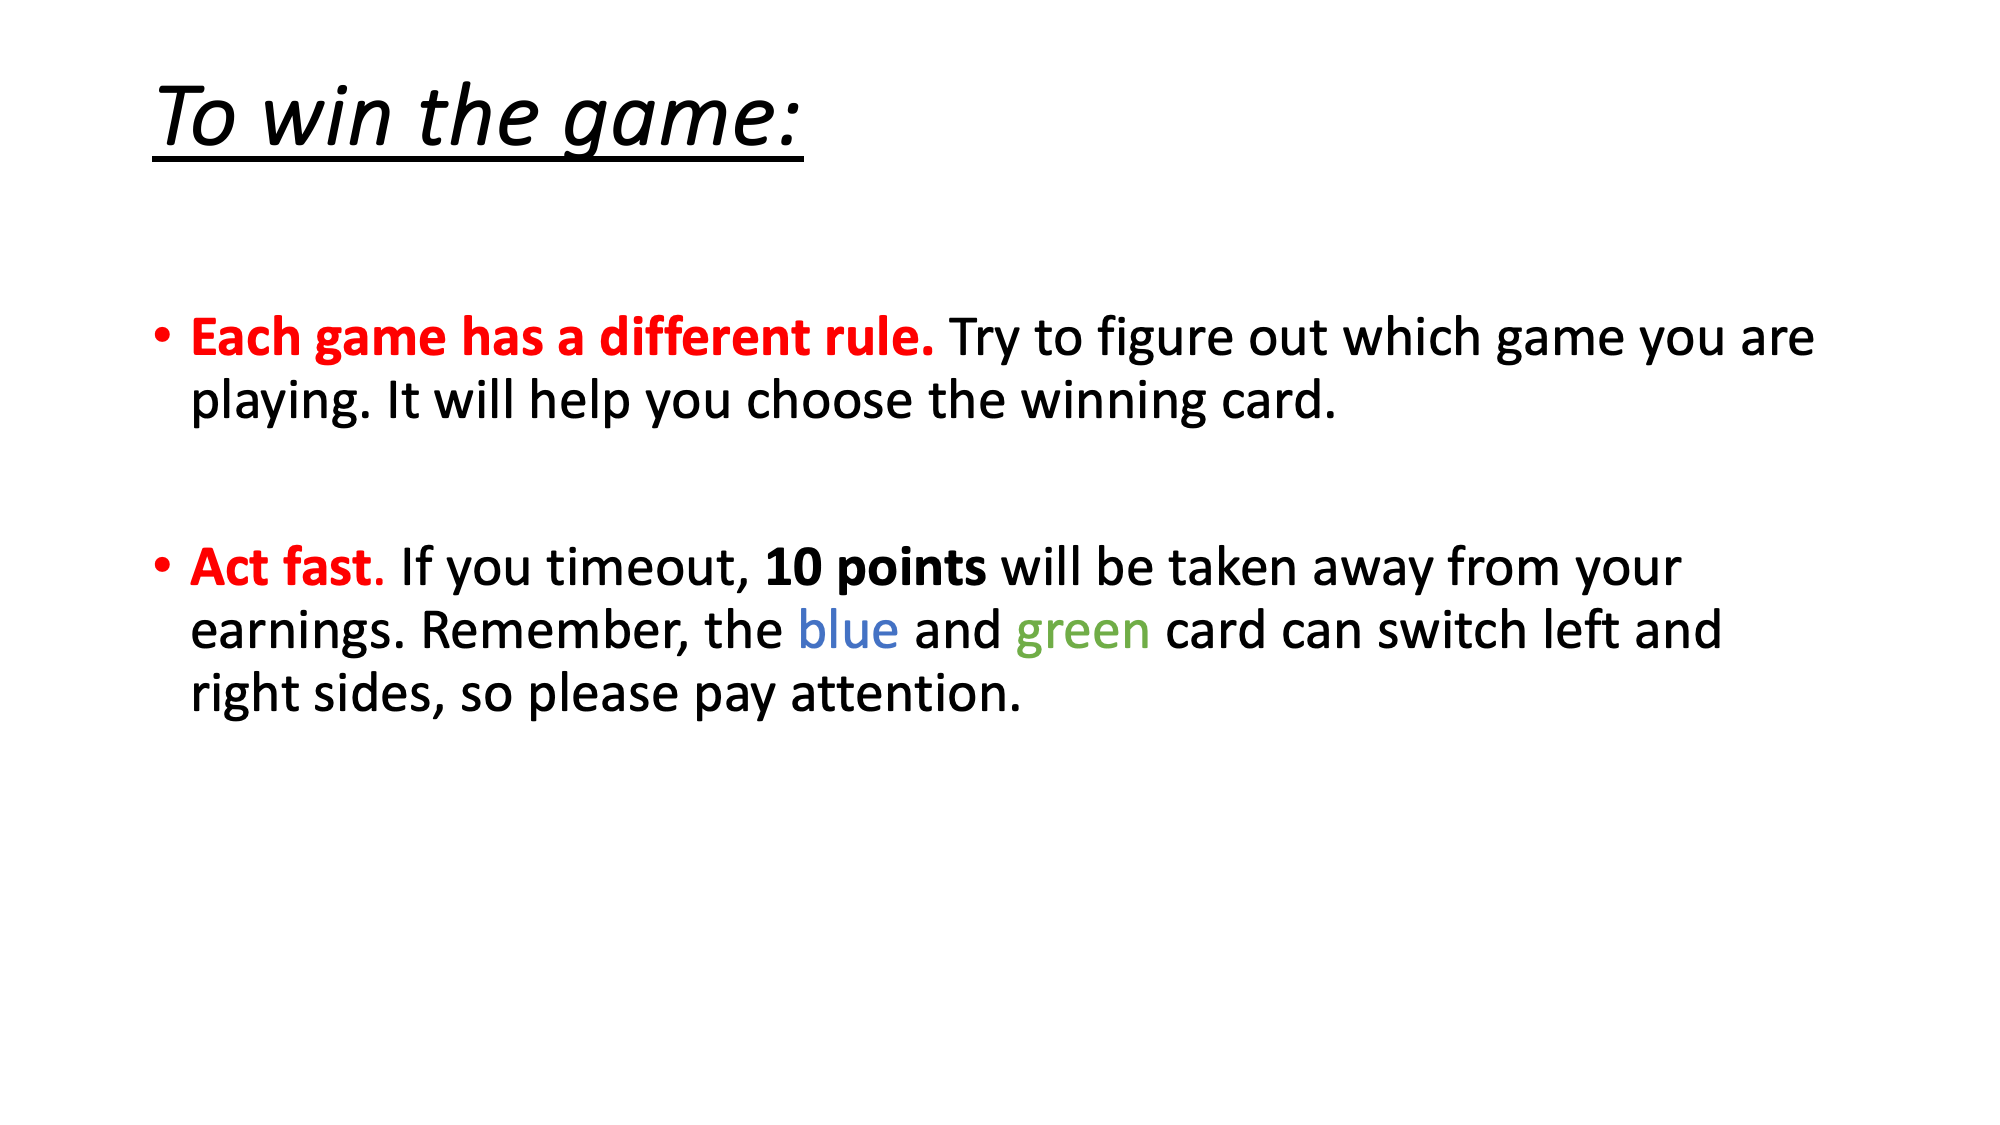 To win the game:
• Each game has a different rule. Try to figure out which game you are
playing. It will help you choose the winning card.
• Act fast. If you timeout, 10 points will be taken away from your
earnings. Remember, the blue and green card can switch left and
right sides, so please pay attention.